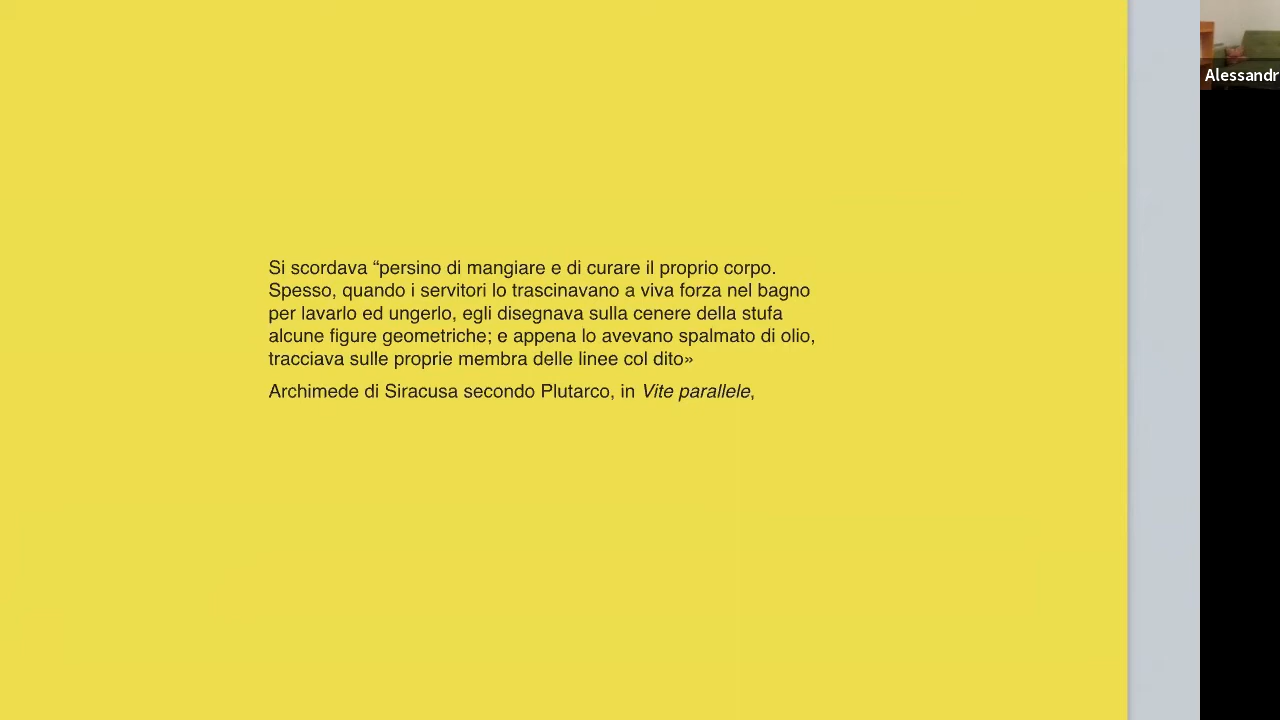 Si scordava “persino di mangiare e di curare il proprio corpo.
Spesso, quando i servitori lo trascinavano a viva forza nel bagno
per lavarlo ed ungerlo, egli disegnava sulla cenere della stufa
alcune figure geometriche; e appena lo avevano spalmato di olio,
tracciava sulle proprie membra delle linee col dito»
Archimede di Siracusa secondo Plutarco, in Vite parallele,
Alessandr